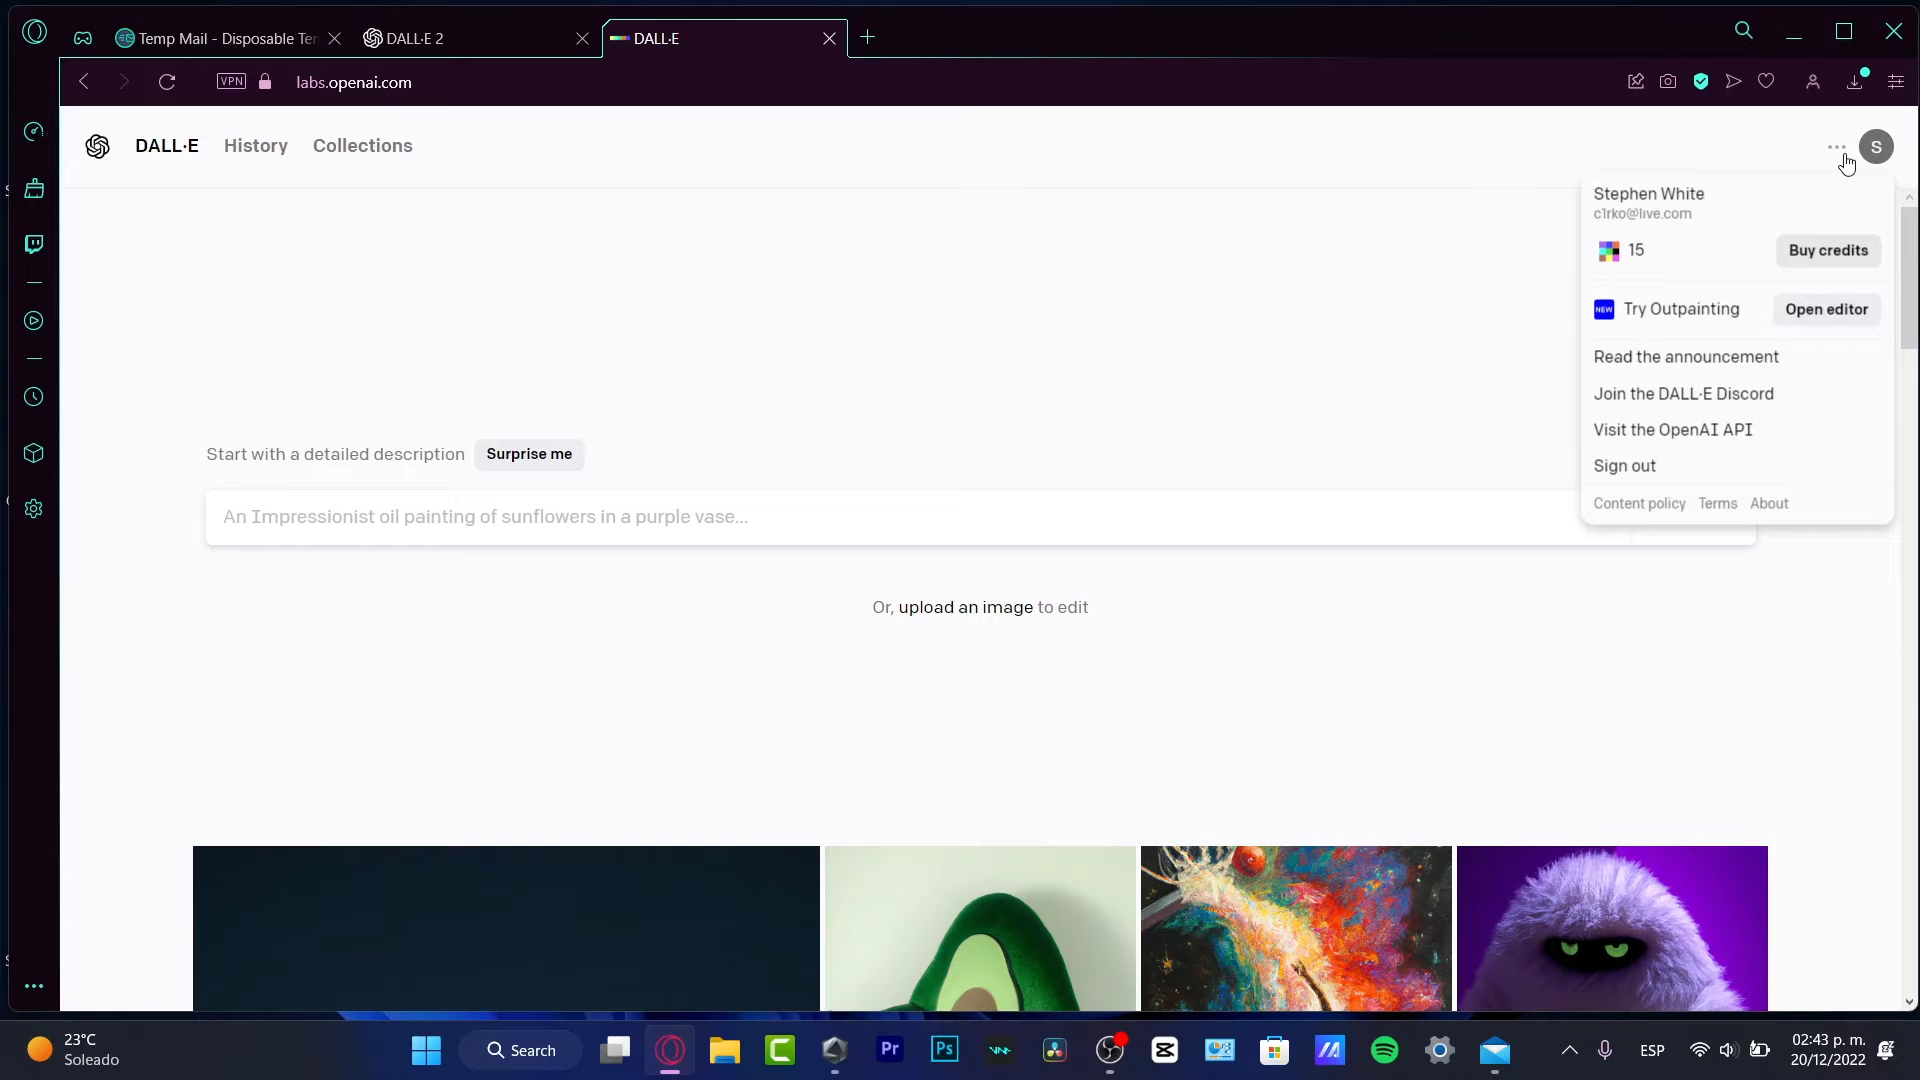 Temp Mail - Disposable Ten
DALL·E 2
DALL·E
VPN
labs.openai.com
DALL·E
History
Collections
S
Stephen White
c1rko@live.com
15
Buy credits
NEW
Try Outpainting
Open editor
Read the announcement
Join the DALL·E Discord
Visit the OpenAI API
Sign out
Content policy
Terms
About
Start with a detailed description
Surprise me
An Impressionist oil painting of sunflowers in a purple vase...
Or, upload an image to edit
23°C
Soleado
Search
Pr
Ps
ESP
02:43 p. m.
20/12/2022